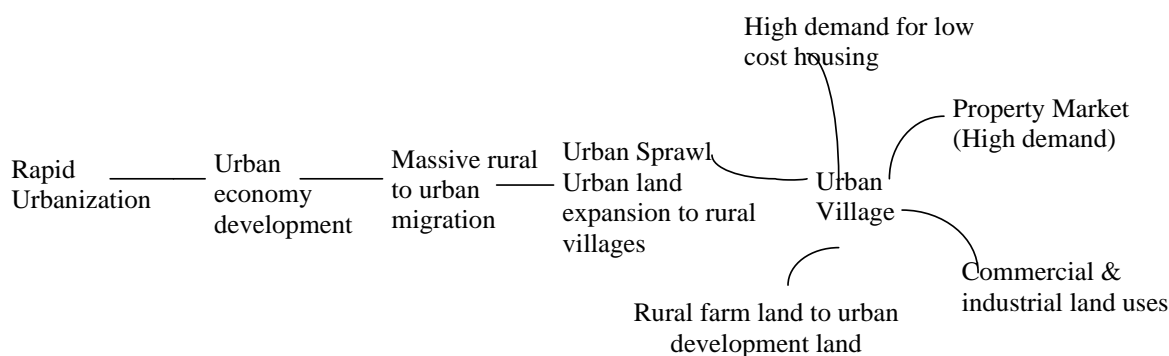 High demand for low
cost housing
Property Market
(High demand)
Rapid
Urbanization
Urban
economy
development
Massive rural
to urban
migration
Urban Sprawl
Urban land
expansion to rural
villages
Urban
Village
Commercial &
industrial land uses
Rural farm land to urban
development land